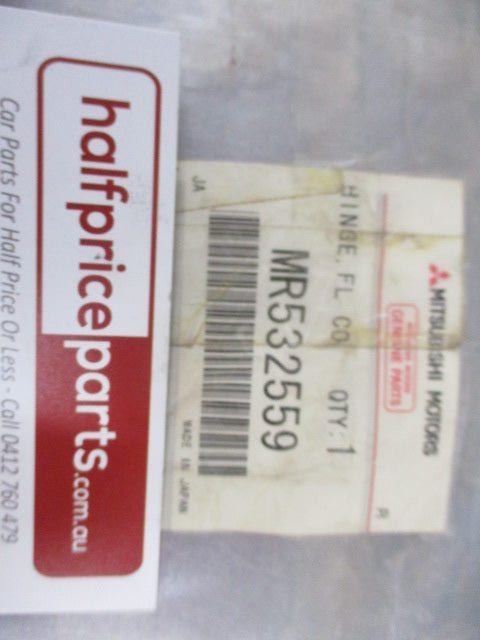 MITSUBISHI MOTORS
GENUINE PARTS
R
HINGE, FL CO QTY: 1
MR532559
JA
MADE IN JAPAN
halfpriceparts.com.au
Car Parts For Half Price Or Less - Call 0412 760 479